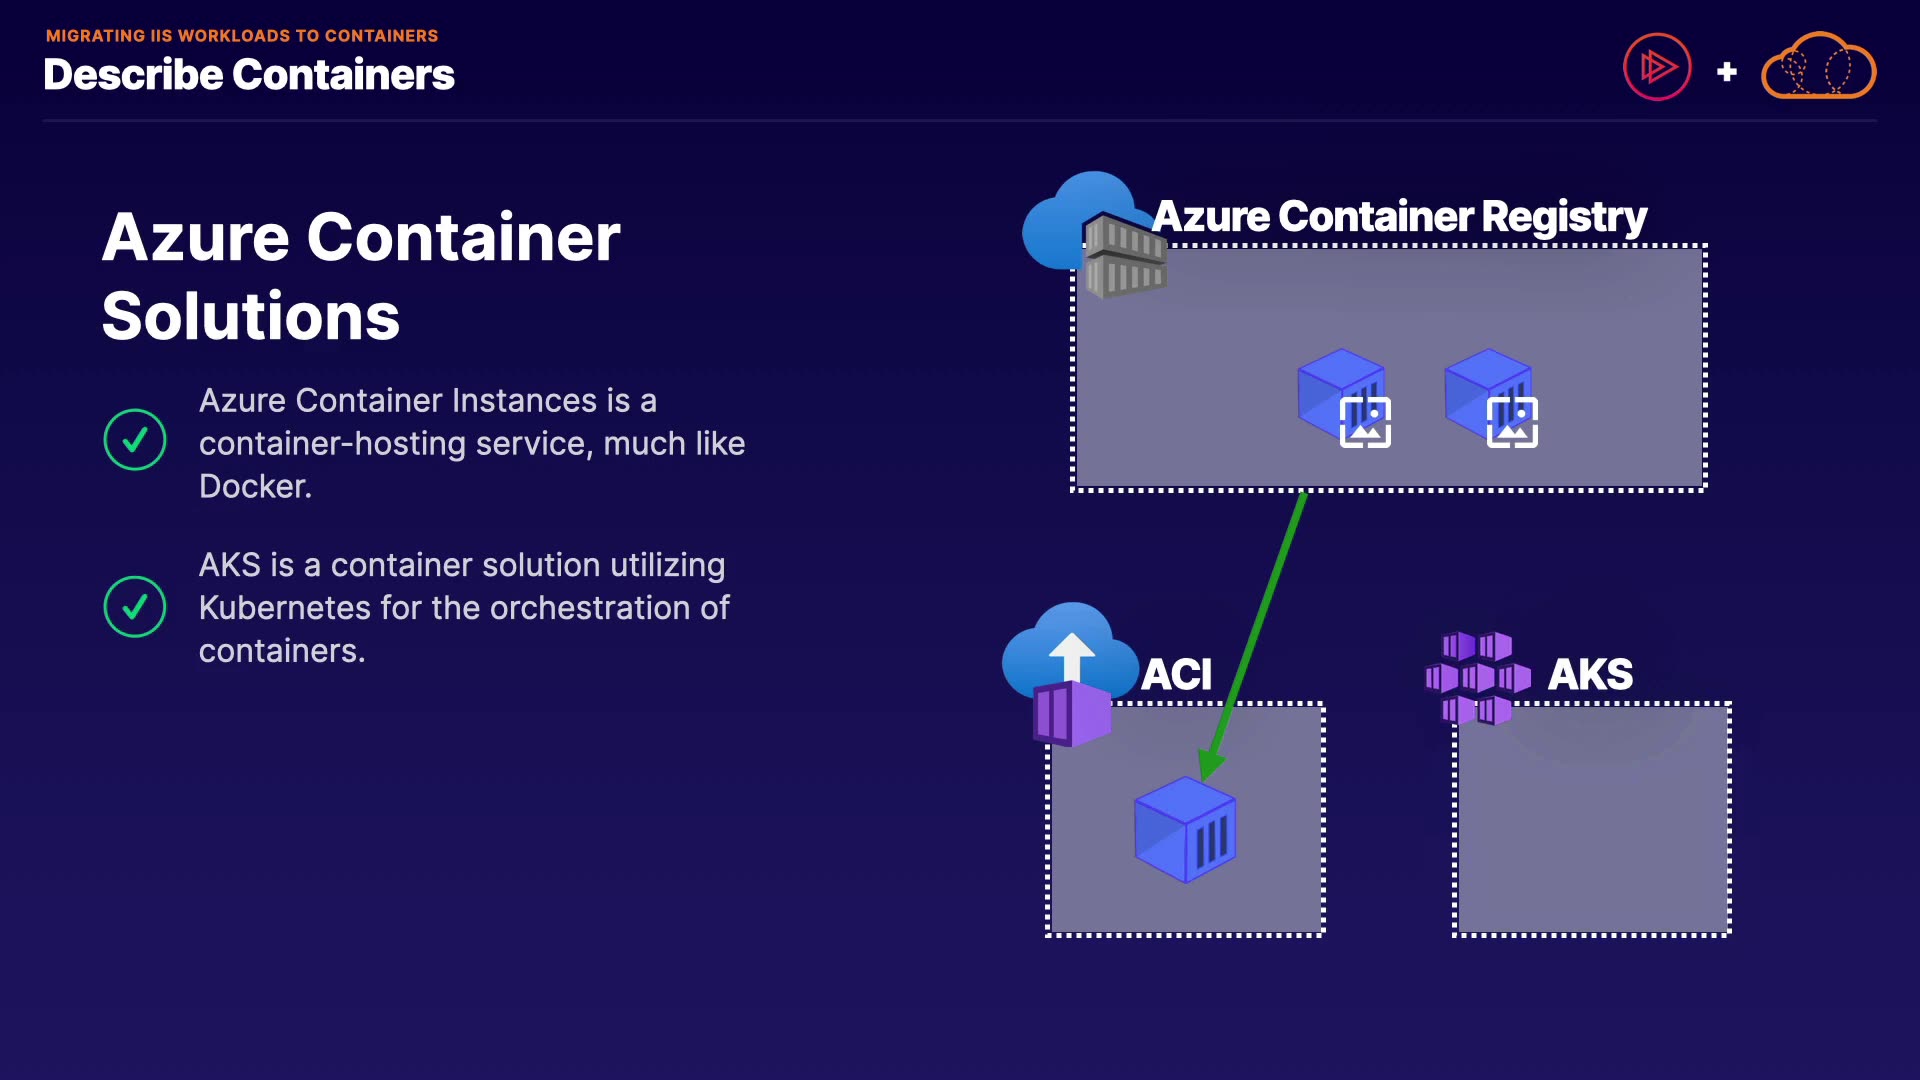 MIGRATING IIS WORKLOADS TO CONTAINERS
Describe Containers
Azure Container
Solutions
Azure Container Instances is a
container-hosting service, much like
Docker.
AKS is a container solution utilizing
Kubernetes for the orchestration of
containers.
Azure Container Registry
ACI
AKS